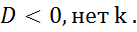 D < 0, нет k .